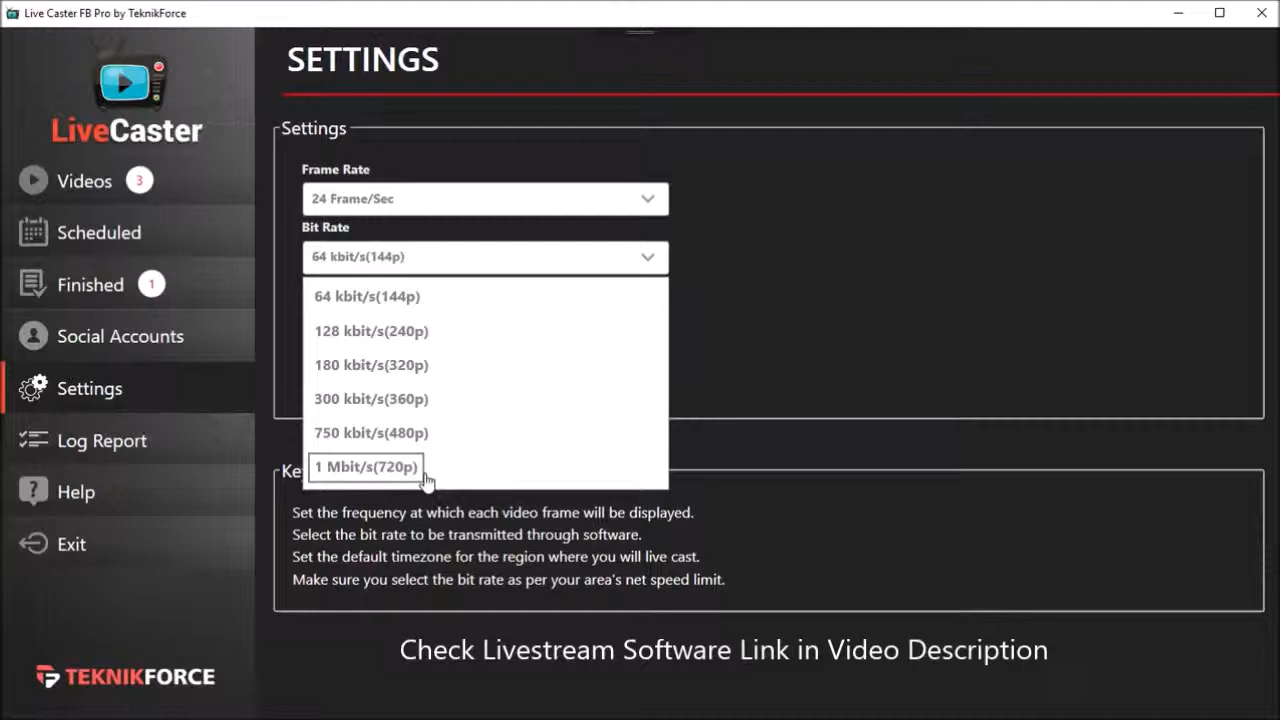 Live Caster FB Pro by TeknikForce
LiveCaster
Videos 3
Scheduled
Finished 1
Social Accounts
Settings
Log Report
Help
Exit
TEKNIKFORCE
SETTINGS
Settings
Frame Rate
24 Frame/Sec
Bit Rate
64 kbit/s(144p)
64 kbit/s(144p)
128 kbit/s(240p)
180 kbit/s(320p)
300 kbit/s(360p)
750 kbit/s(480p)
1 Mbit/s(720p)
Set the frequency at which each video frame will be displayed.
Select the bit rate to be transmitted through software.
Set the default timezone for the region where you will live cast.
Make sure you select the bit rate as per your area's net speed limit.
Check Livestream Software Link in Video Description